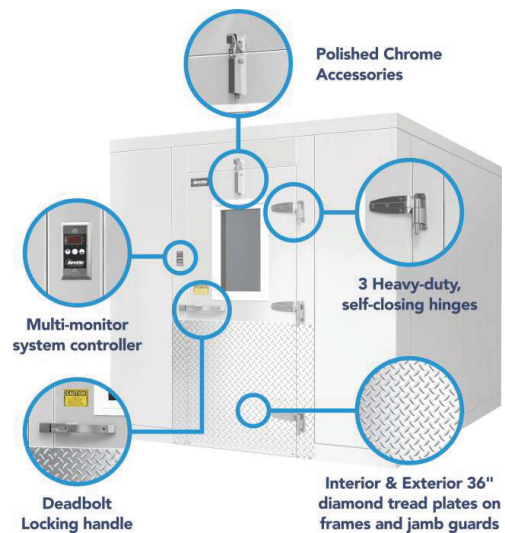 Polished Chrome
Accessories
3 Heavy-duty,
self-closing hinges
Multi-monitor
system controller
CAUTION
Deadbolt
Locking handle
Interior & Exterior 36"
diamond tread plates on
frames and jamb guards